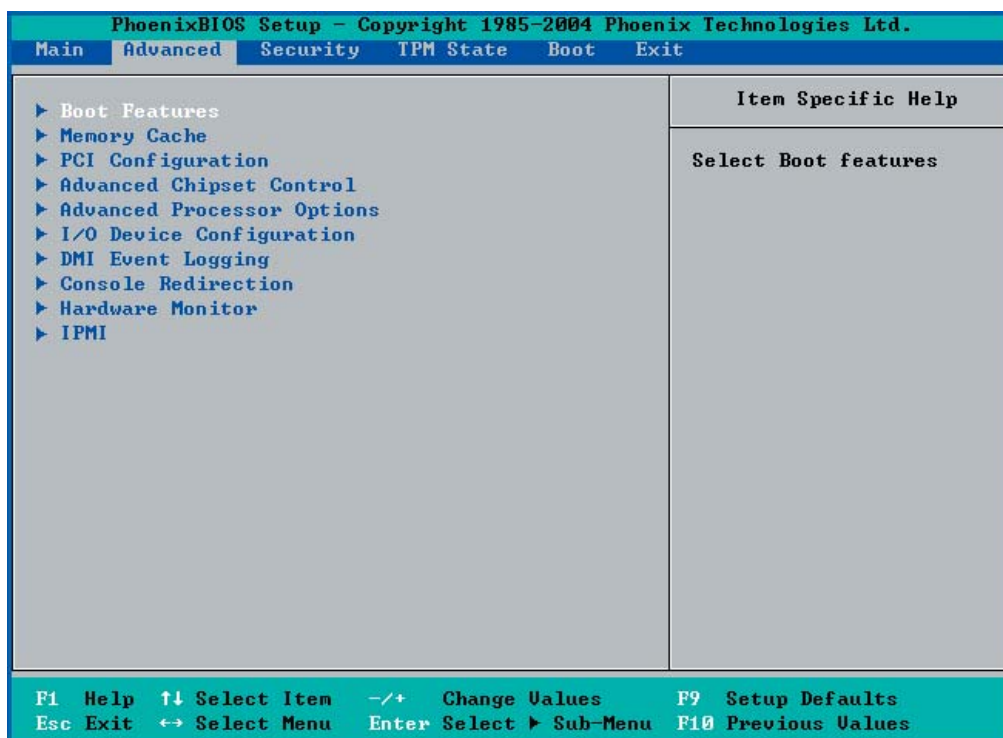 PhoenixBIOS Setup – Copyright 1985-2004 Phoenix Technologies Ltd.
Main Advanced Security TPM State Boot Exit
► Boot Features
► Memory Cache
► PCI Configuration
► Advanced Chipset Control
► Advanced Processor Options
► I/O Device Configuration
► DMI Event Logging
► Console Redirection
► Hardware Monitor
► IPMI
Item Specific Help
Select Boot features
F1 Help ↑↓ Select Item -/+ Change Values F9 Setup Defaults
Esc Exit ↔ Select Menu Enter Select ► Sub-Menu F10 Previous Values